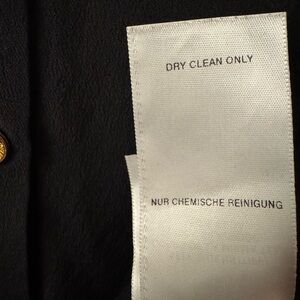 DRY CLEAN ONLY
NUR CHEMISCHE REINIGUNG